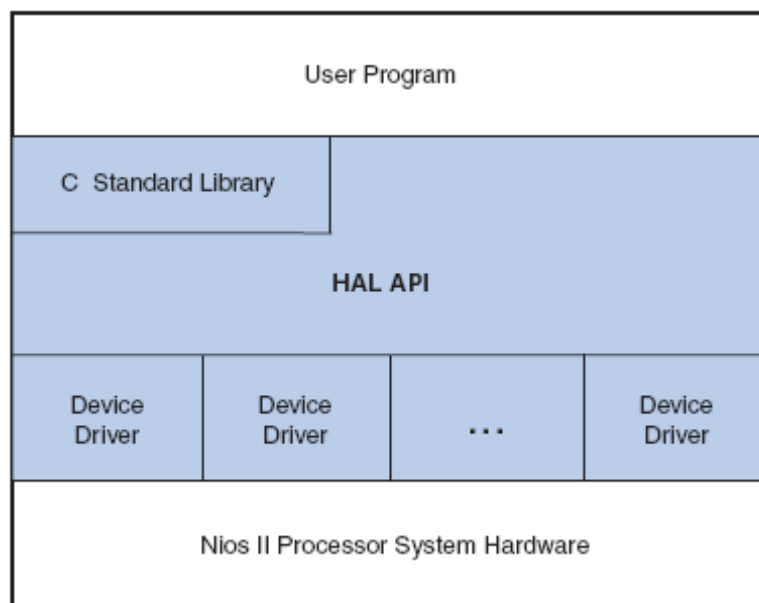 User Program
C Standard Library
HAL API
Device
Driver
Device
Driver
...
Device
Driver
Nios II Processor System Hardware